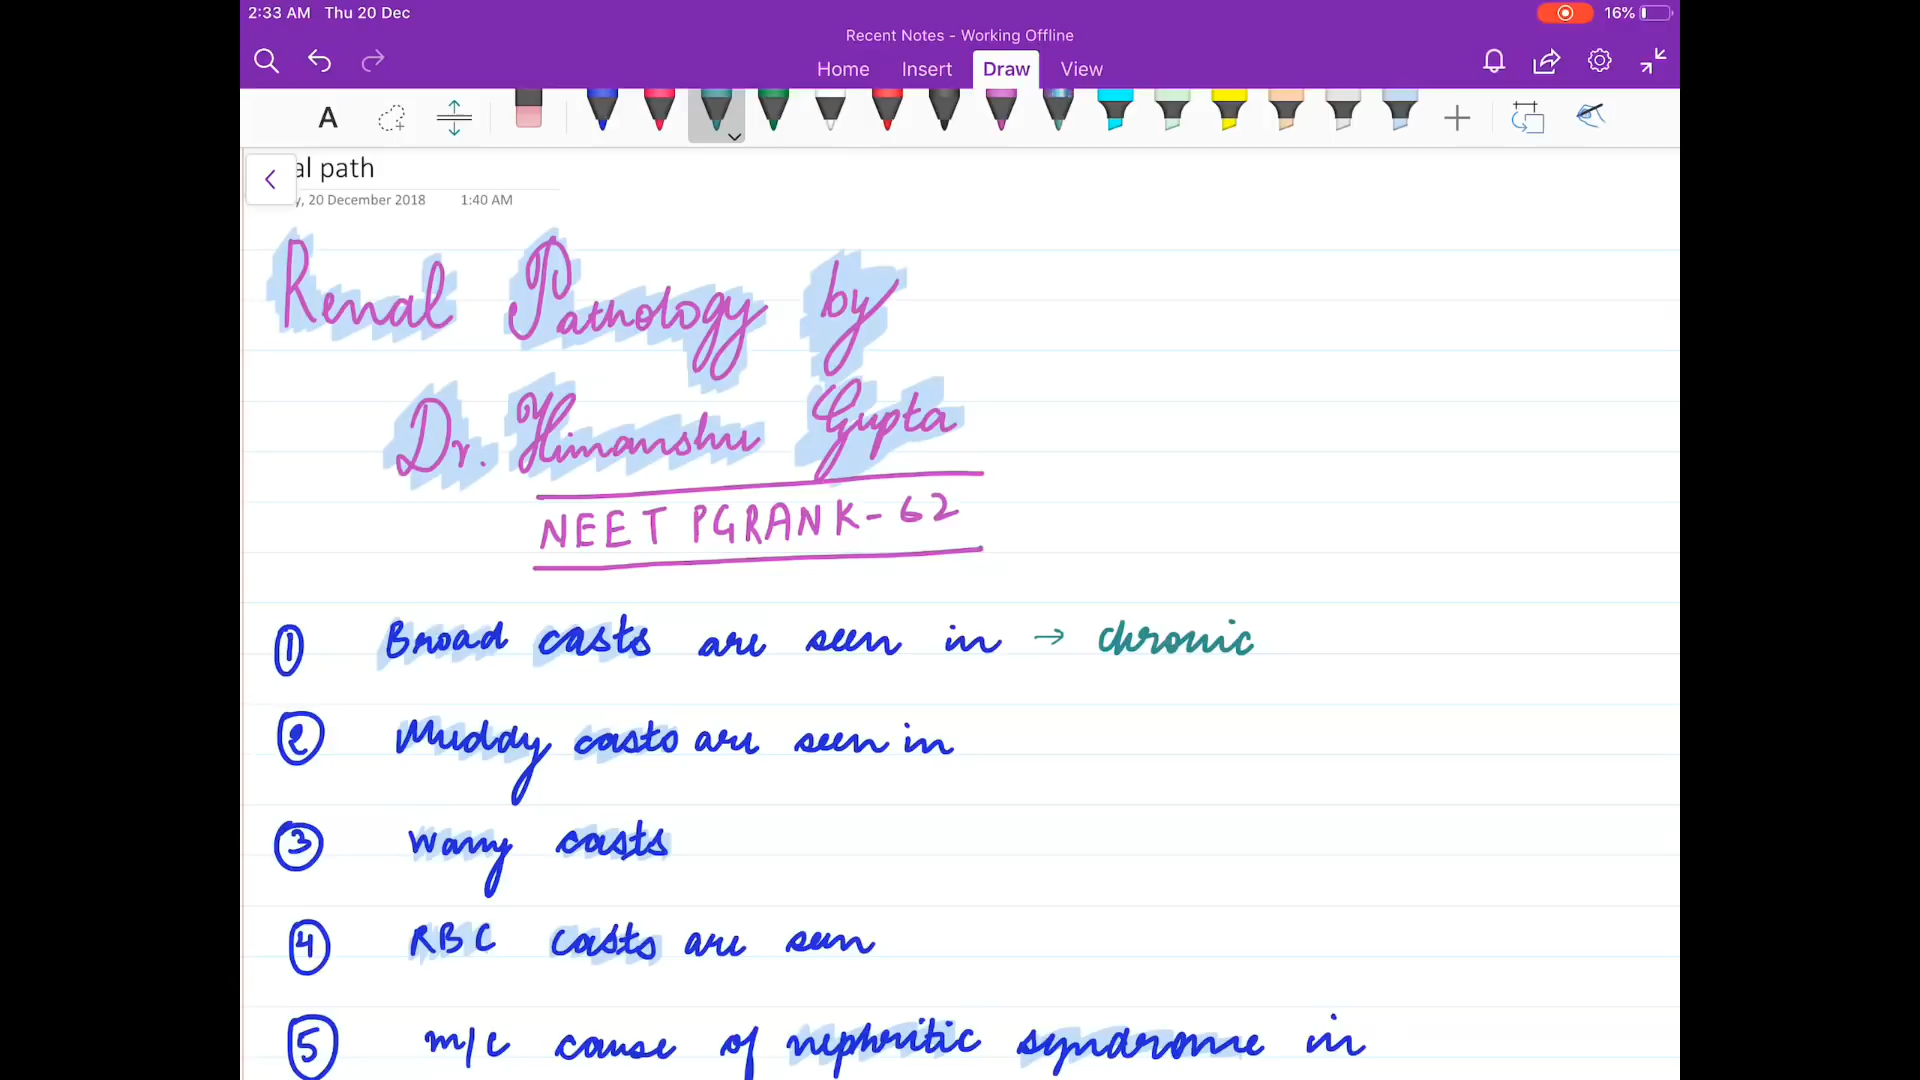 2:33 AM Thu 20 Dec
16%
Recent Notes - Working Offline
Home Insert Draw View
A
al path
y, 20 December 2018 1:40 AM
Renal Pathology by
Dr. Himanshu Gupta
NEET PG RANK - 62
① Broad casts are seen in → chronic
② Muddy casts are seen in
③ Waxy casts
④ RBC casts are seen
⑤ m/c cause of nephritic syndrome in